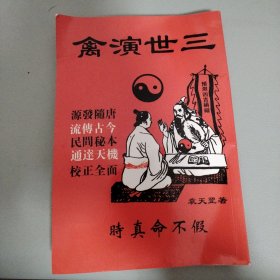 三世演禽
源發隨唐
流傳古今
民間秘本
通達天機
校正全面
袁天罡著
時真命不假